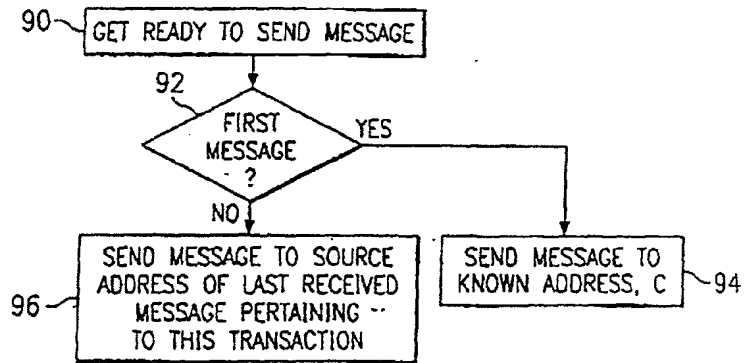 90
GET READY TO SEND MESSAGE
92
FIRST
MESSAGE
?
YES
NO
SEND MESSAGE TO SOURCE
ADDRESS OF LAST RECEIVED
MESSAGE PERTAINING
TO THIS TRANSACTION
96
SEND MESSAGE TO
KNOWN ADDRESS, C
94